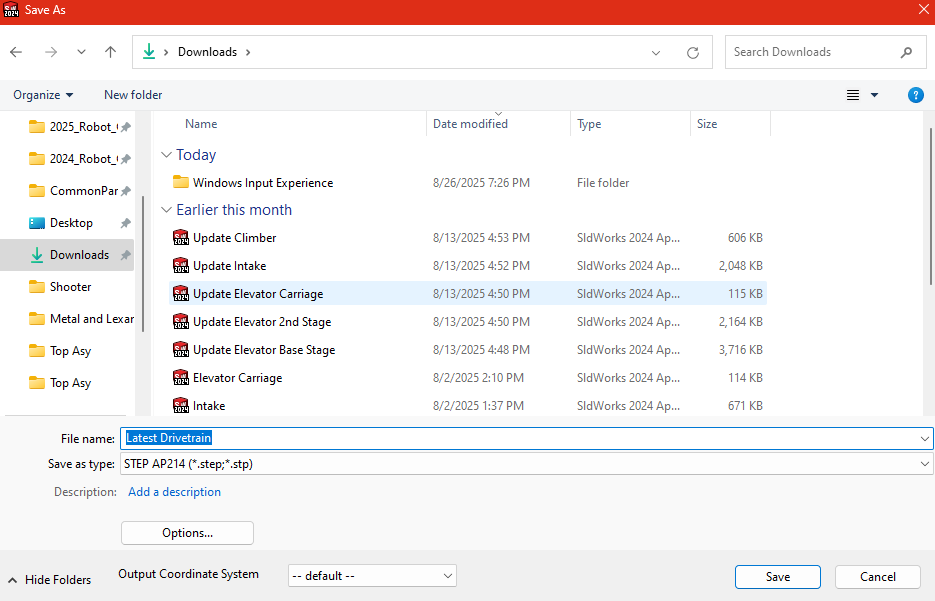 Save As
Downloads
Search Downloads
Organize
New folder
2025_Robot_
2024_Robot_
CommonPar
Desktop
Downloads
Shooter
Metal and Lexar
Top Asy
Top Asy
Name Date modified Type Size
Today
Windows Input Experience 8/26/2025 7:26 PM File folder
Earlier this month
Update Climber 8/13/2025 4:53 PM SldWorks 2024 Ap... 606 KB
Update Intake 8/13/2025 4:52 PM SldWorks 2024 Ap... 2,048 KB
Update Elevator Carriage 8/13/2025 4:50 PM SldWorks 2024 Ap... 115 KB
Update Elevator 2nd Stage 8/13/2025 4:50 PM SldWorks 2024 Ap... 2,164 KB
Update Elevator Base Stage 8/13/2025 4:48 PM SldWorks 2024 Ap... 3,716 KB
Elevator Carriage 8/2/2025 2:10 PM SldWorks 2024 Ap... 114 KB
Intake 8/2/2025 1:37 PM SldWorks 2024 Ap... 671 KB
File name: Latest Drivetrain
Save as type: STEP AP214 (*.step;*.stp)
Description: Add a description
Options...
Hide Folders
Output Coordinate System -- default --
Save
Cancel